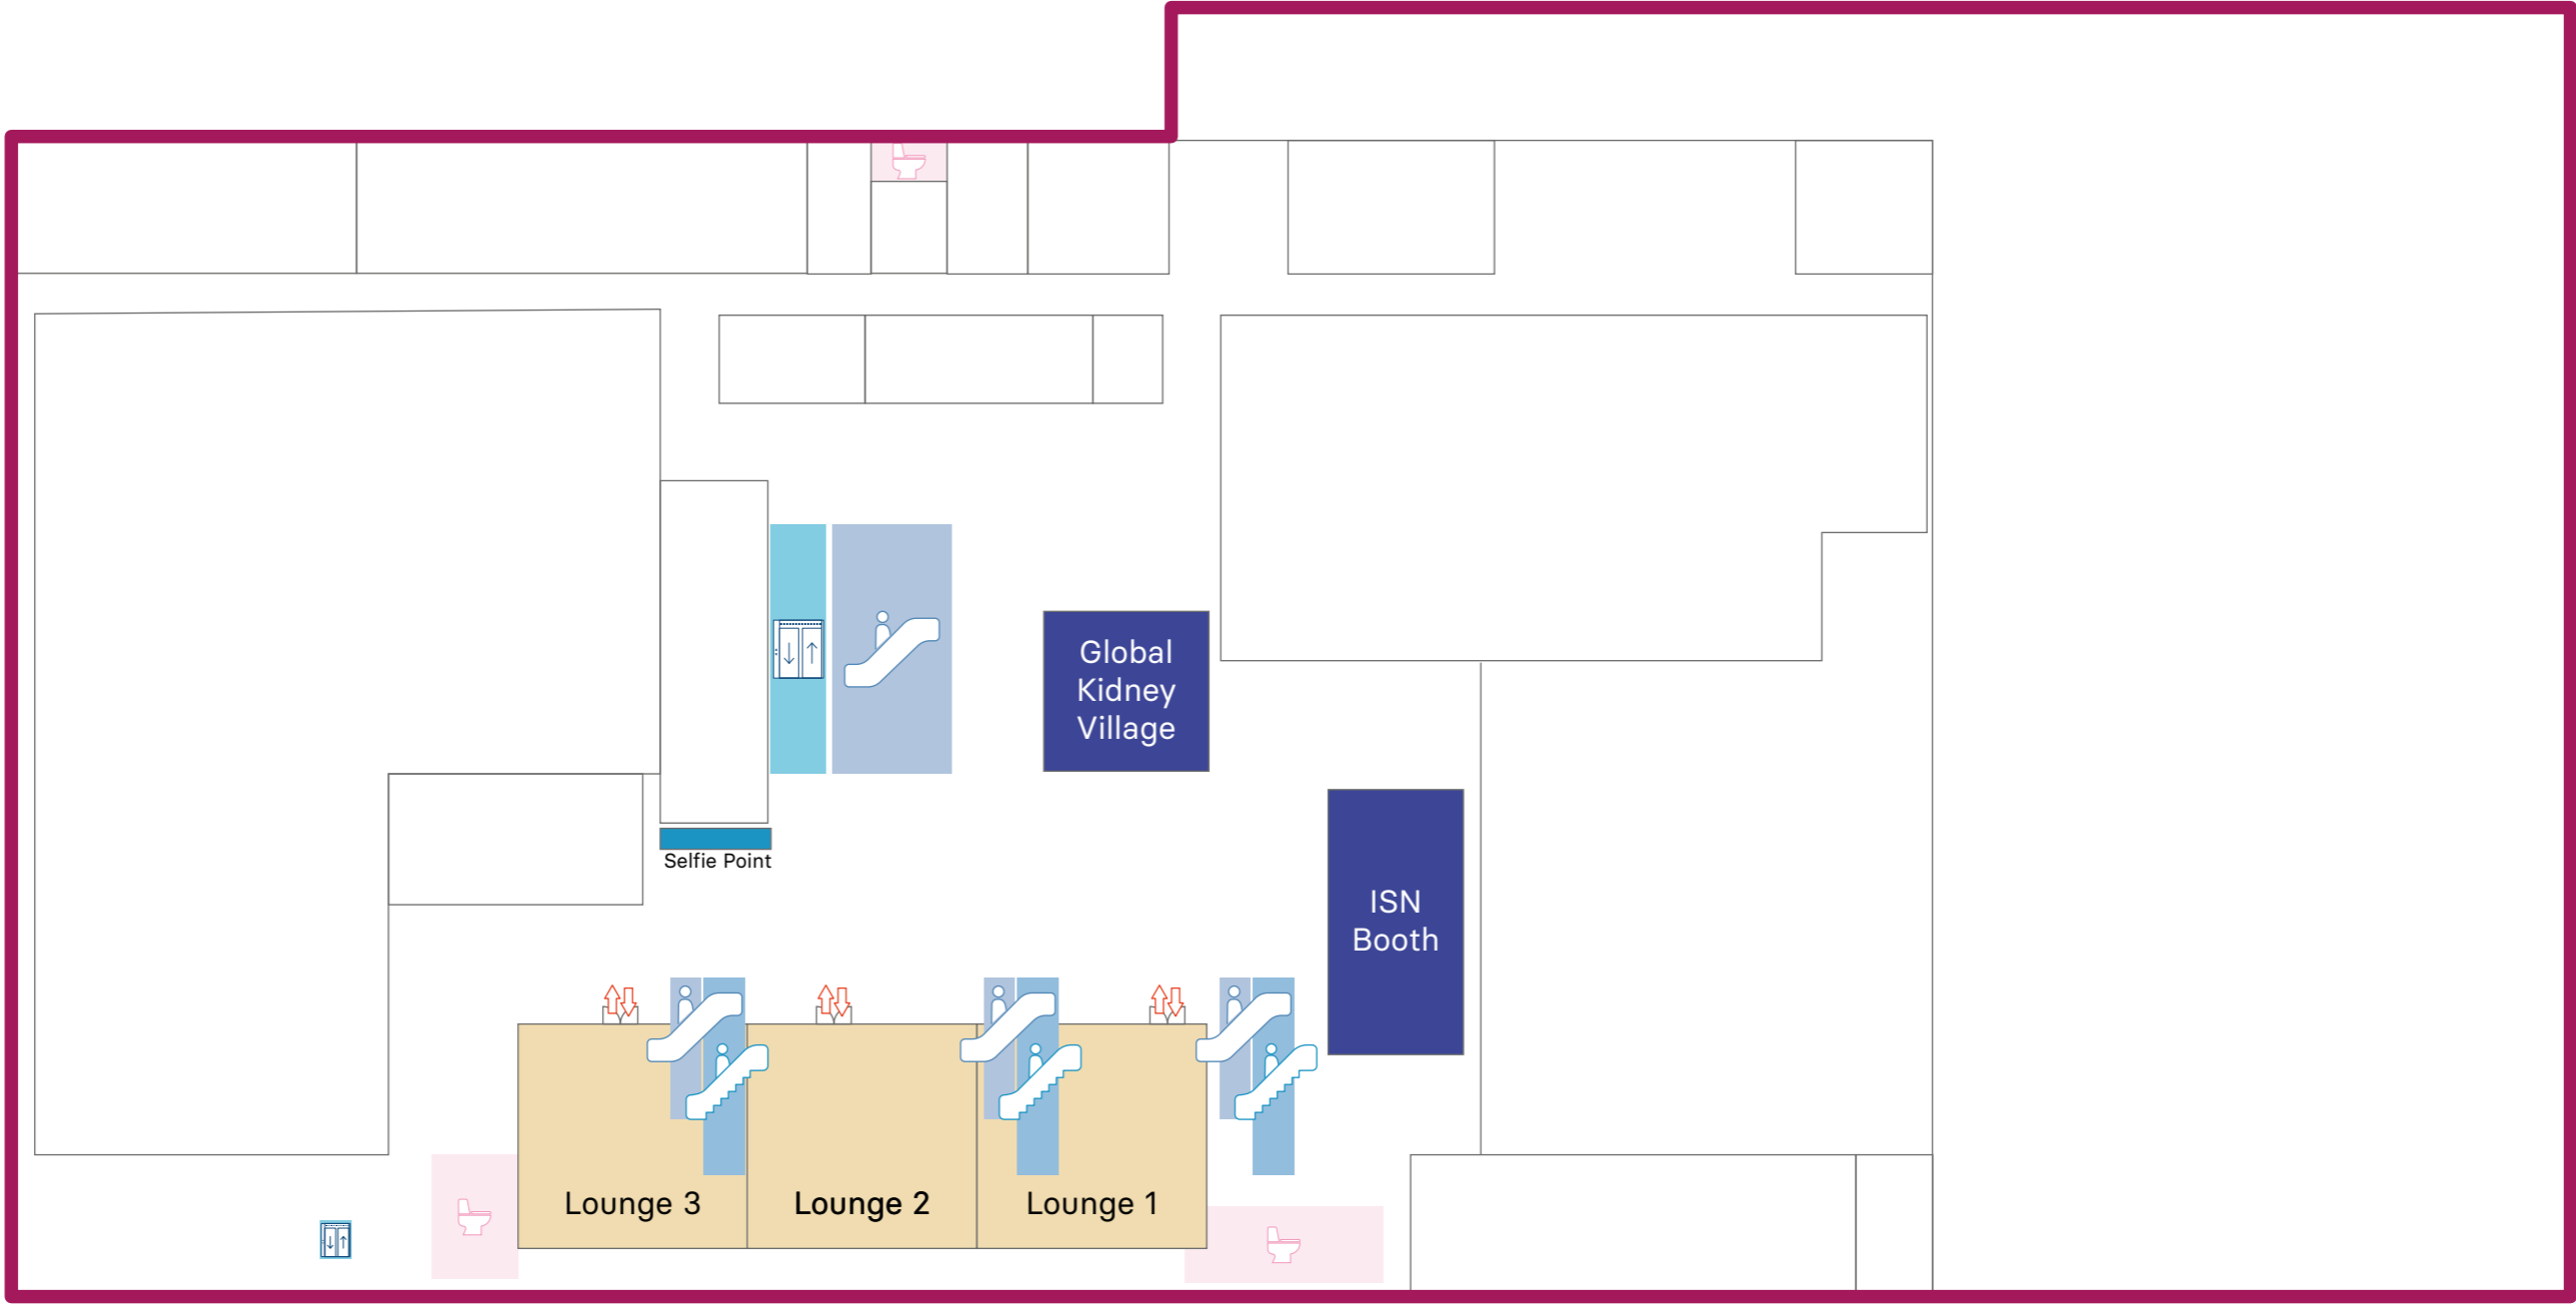 Global
Kidney
Village
Selfie Point
ISN
Booth
Lounge 3
Lounge 2
Lounge 1